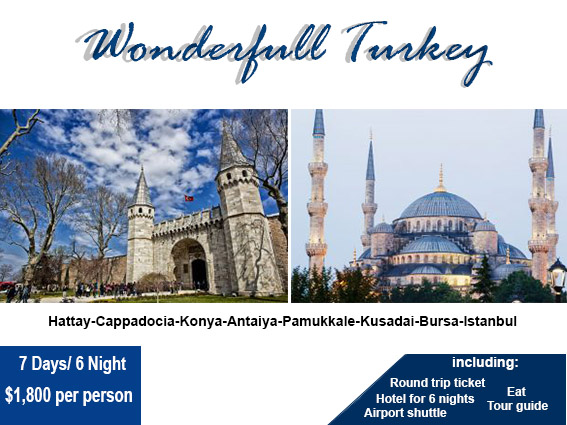 Wonderfull Turkey
Hattay-Cappadocia-Konya-Antaiya-Pamukkale-Kusadai-Bursa-Istanbul
7 Days/ 6 Night
$1,800 per person
including:
Round trip ticket
Hotel for 6 nights
Airport shuttle
Eat
Tour guide